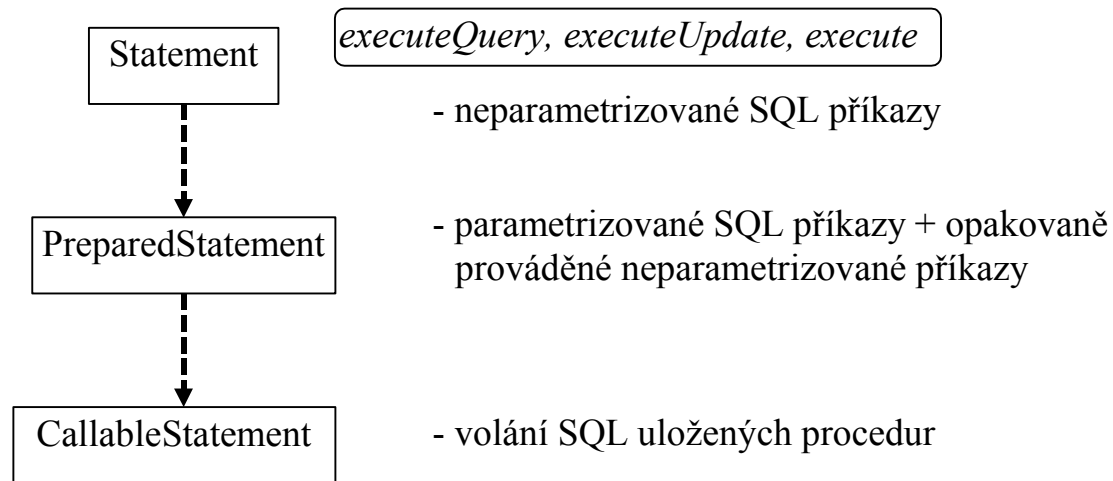 executeQuery, executeUpdate, execute
Statement
- neparametrizované SQL příkazy
PreparedStatement
- parametrizované SQL příkazy + opakovaně
prováděné neparametrizované příkazy
CallableStatement
- volání SQL uložených procedur